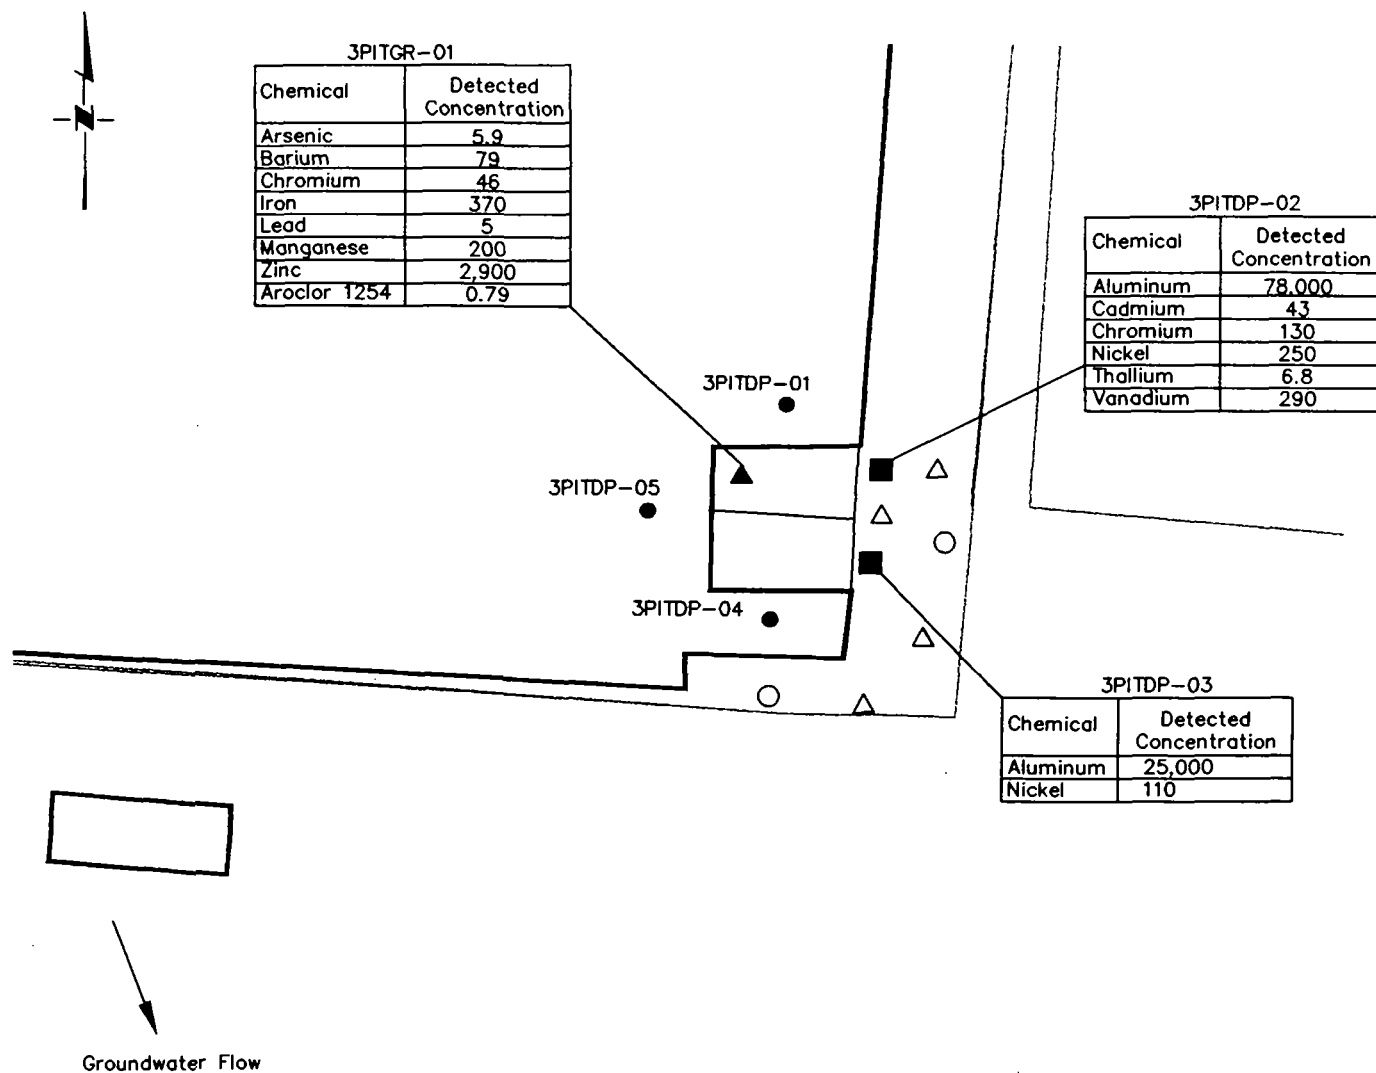 N
3PITGR-01
Chemical Detected Concentration
Arsenic 5.9
Barium 79
Chromium 46
Iron 370
Lead 5
Manganese 200
Zinc 2,900
Aroclor 1254 0.79
3PITDP-02
Chemical Detected Concentration
Aluminum 78,000
Cadmium 43
Chromium 130
Nickel 250
Thallium 6.8
Vanadium 290
3PITDP-01
3PITDP-05
3PITDP-04
3PITDP-03
Chemical Detected Concentration
Aluminum 25,000
Nickel 110
Groundwater Flow